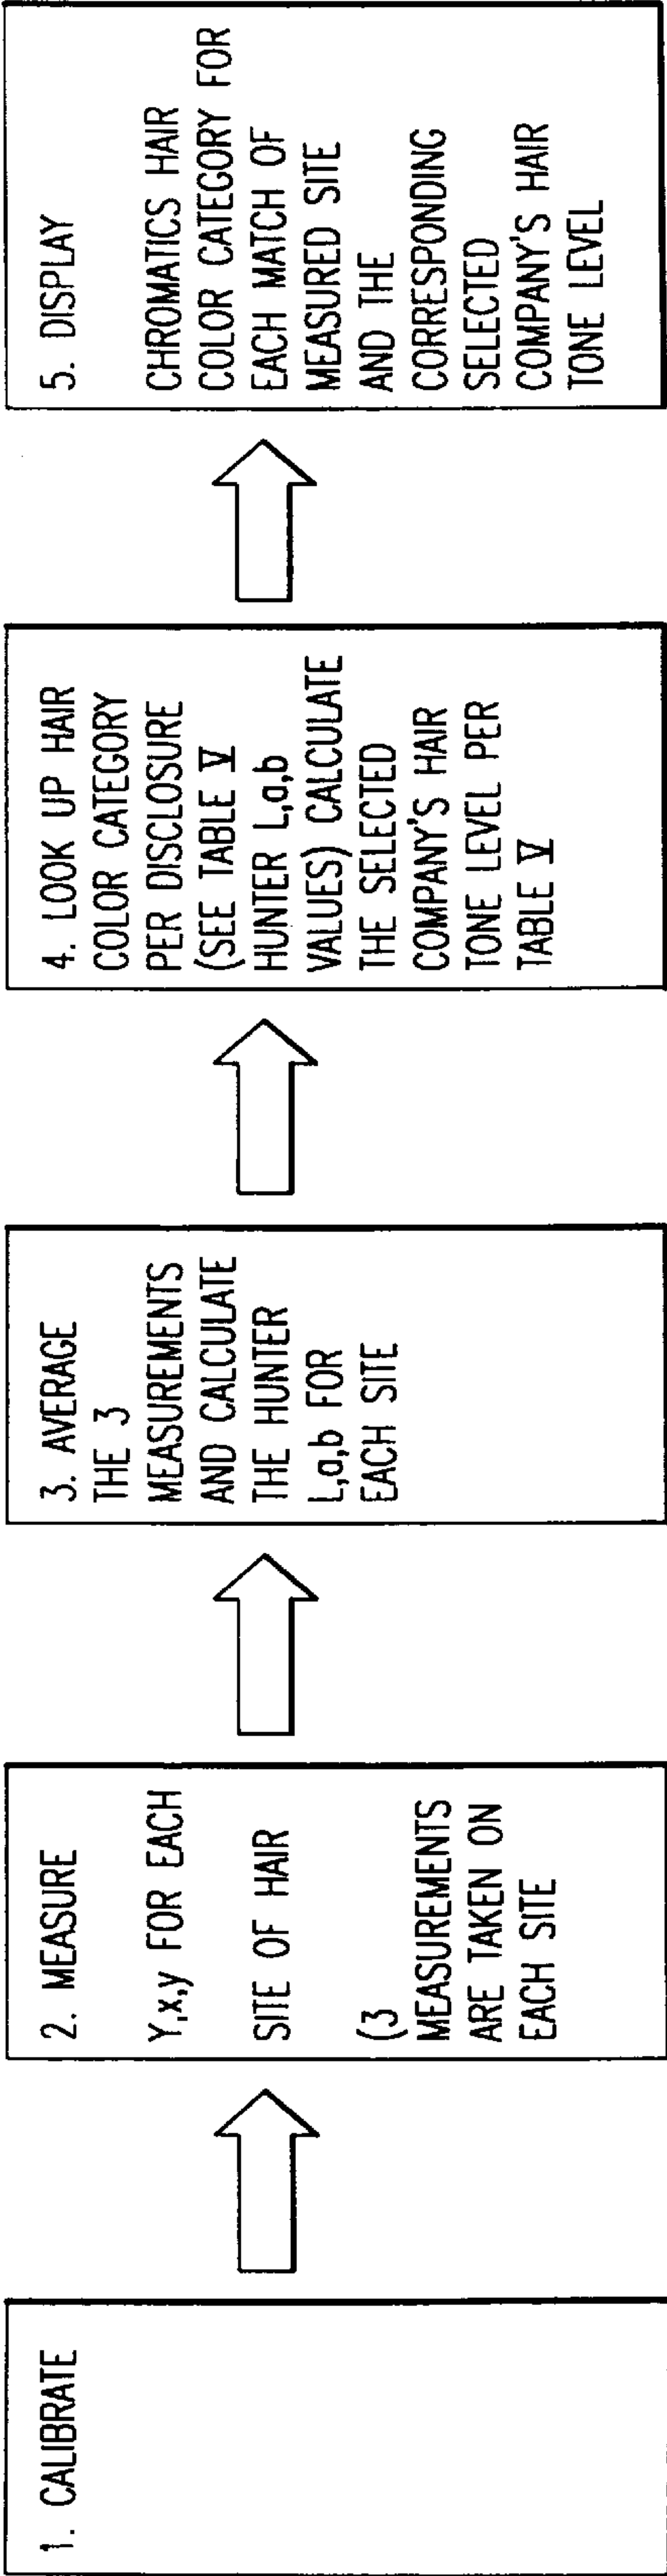 1. CALIBRATE
2. MEASURE
Y,x,y FOR EACH
SITE OF HAIR
(3
MEASUREMENTS
ARE TAKEN ON
EACH SITE
3. AVERAGE
THE 3
MEASUREMENTS
AND CALCULATE
THE HUNTER
L,a,b FOR
EACH SITE
4. LOOK UP HAIR
COLOR CATEGORY
PER DISCLOSURE
(SEE TABLE V
HUNTER L,a,b
VALUES) CALCULATE
THE SELECTED
COMPANY'S HAIR
TONE LEVEL PER
TABLE V
5. DISPLAY
CHROMATICS HAIR
COLOR CATEGORY FOR
EACH MATCH OF
MEASURED SITE
AND THE
CORRESPONDING
SELECTED
COMPANY'S HAIR
TONE LEVEL